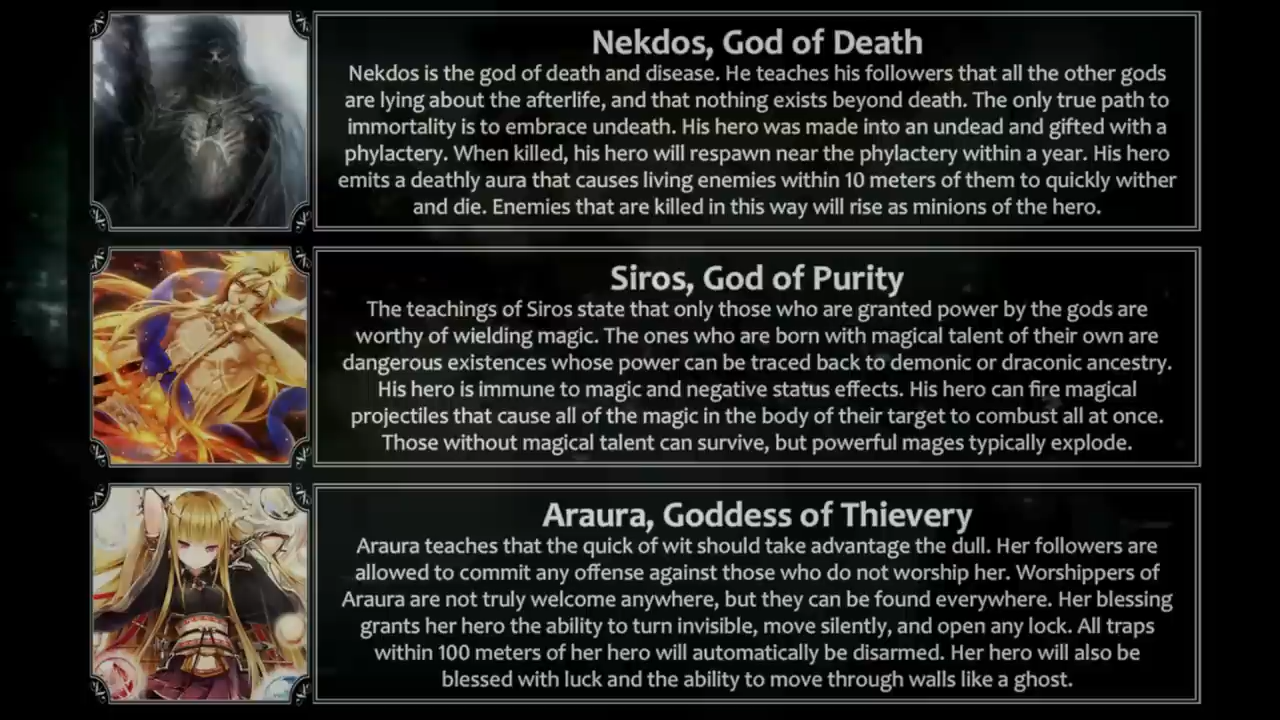 Nekdos, God of Death
Nekdos is the god of death and disease. He teaches his followers that all the other gods
are lying about the afterlife, and that nothing exists beyond death. The only true path to
immortality is to embrace undeath. His hero was made into an undead and gifted with a
phylactery. When killed, his hero will respawn near the phylactery within a year. His hero
emits a deathly aura that causes living enemies within 10 meters of them to quickly wither
and die. Enemies that are killed in this way will rise as minions of the hero.
Siros, God of Purity
The teachings of Siros state that only those who are granted power by the gods are
worthy of wielding magic. The ones who are born with magical talent of their own are
dangerous existences whose power can be traced back to demonic or draconic ancestry.
His hero is immune to magic and negative status effects. His hero can fire magical
projectiles that cause all of the magic in the body of their target to combust all at once.
Those without magical talent can survive, but powerful mages typically explode.
Araura, Goddess of Thievery
Araura teaches that the quick of wit should take advantage the dull. Her followers are
allowed to commit any offense against those who do not worship her. Worshippers of
Araura are not truly welcome anywhere, but they can be found everywhere. Her blessing
grants her hero the ability to turn invisible, move silently, and open any lock. All traps
within 100 meters of her hero will automatically be disarmed. Her hero will also be
blessed with luck and the ability to move through walls like a ghost.